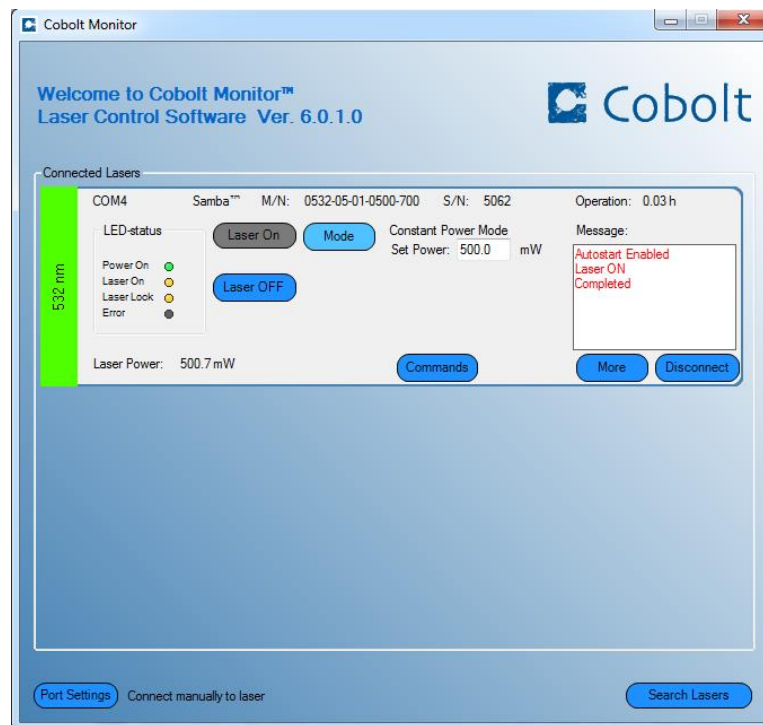 Cobolt Monitor
Welcome to Cobolt Monitor™
Laser Control Software Ver. 6.0.1.0
Cobolt
Connected Lasers
COM4 Samba™ M/N: 0532-05-01-0500-700 S/N: 5062 Operation: 0.03 h
532 nm
LED-status
Power On
Laser On
Laser Lock
Error
Laser On
Mode
Laser OFF
Constant Power Mode
Set Power: 500.0 mW
Message:
Autostart Enabled
Laser ON
Completed
Laser Power: 500.7 mW
Commands
More
Disconnect
Port Settings
Connect manually to laser
Search Lasers